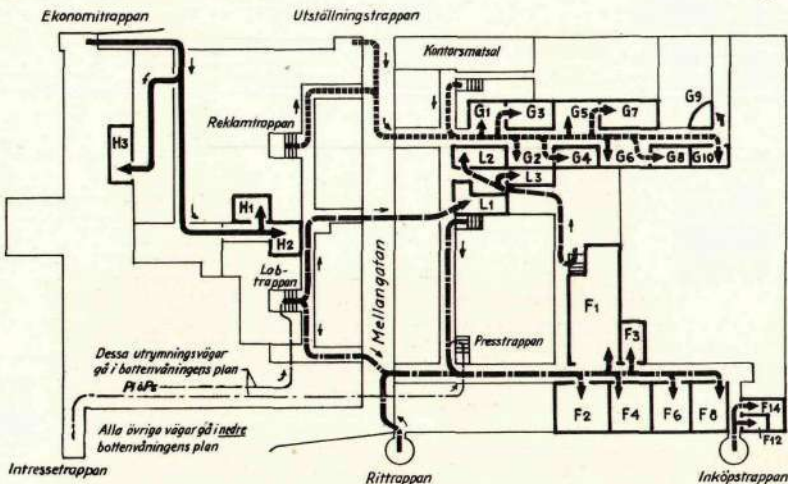 Ekonomitrappan
Utställningstrappan
Kontorsmatsal
G9
G1
G3
G5
G7
Reklamtrappan
H3
L2
G2
G4
G6
G8
G10
L3
H1
L1
H2
Lab-
trappan
Mellangatan
F1
F3
Presstrappan
Dessa utrymningsvägar
gå i bottenvåningens plan
Alla övriga vägar gå i nedre
bottenvåningens plan
F2
F4
F6
F8
F14
F12
Intressetrappan
Rittrappan
Inköpstrappan